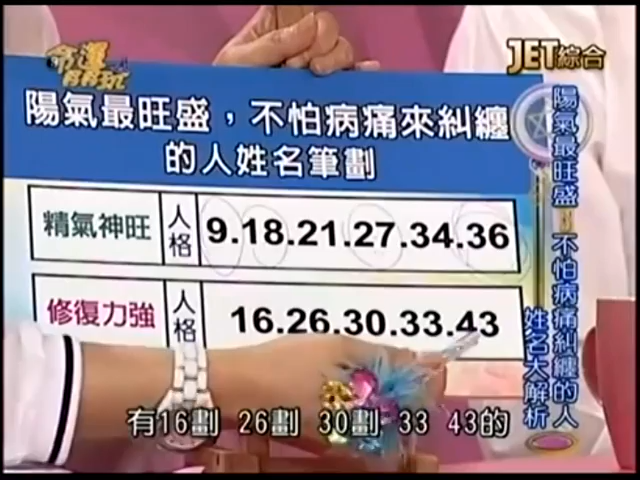 命運好好玩
JET綜合
陽氣最旺盛，不怕病痛來糾纏
的人姓名筆劃
精氣神旺 人格 9.18.21.27.34.36
修復力強 人格 16.26.30.33.43
陽氣最旺盛！不怕病痛糾纏的人
姓名大解析
有16劃 26劃 30劃 33 43的